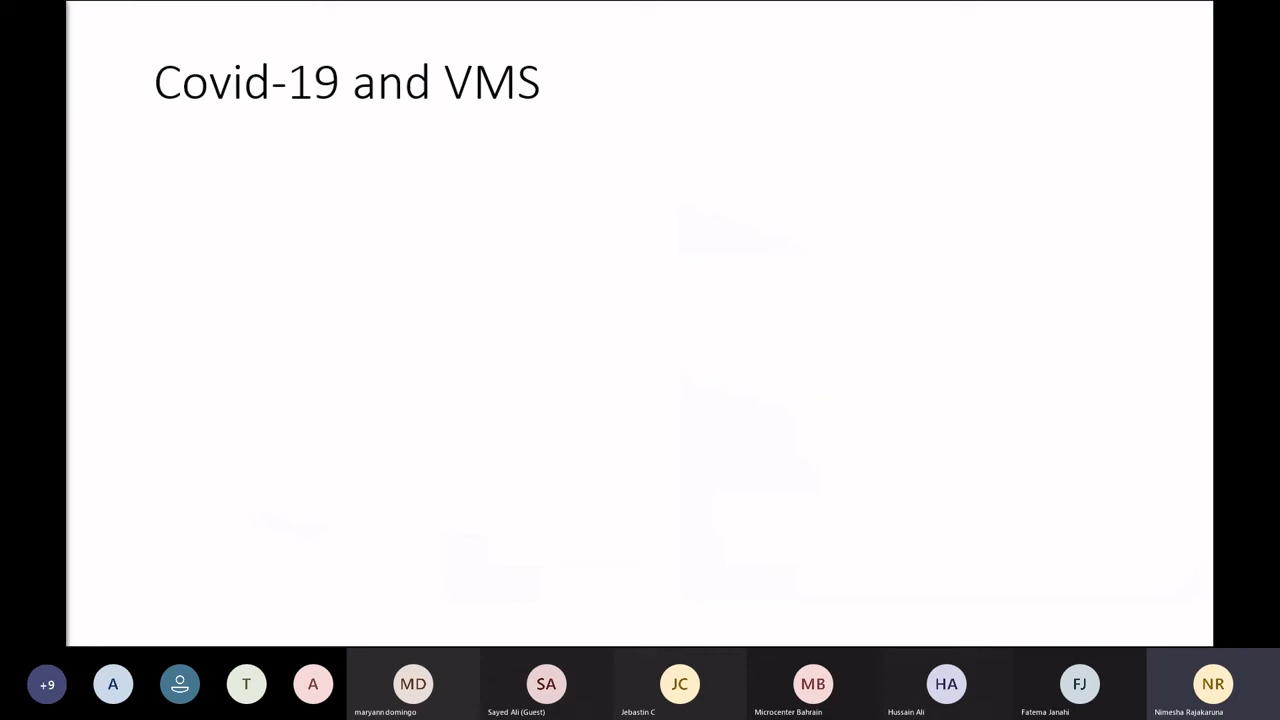 Covid-19 and VMS
+9
A
T
A
MD
SA
JC
MB
HA
FJ
NR
maryann domingo
Sayed Ali (Guest)
Jebastin C
Microcenter Bahrain
Hussain Ali
Fatema Janahi
Nimesha Rajakaruna